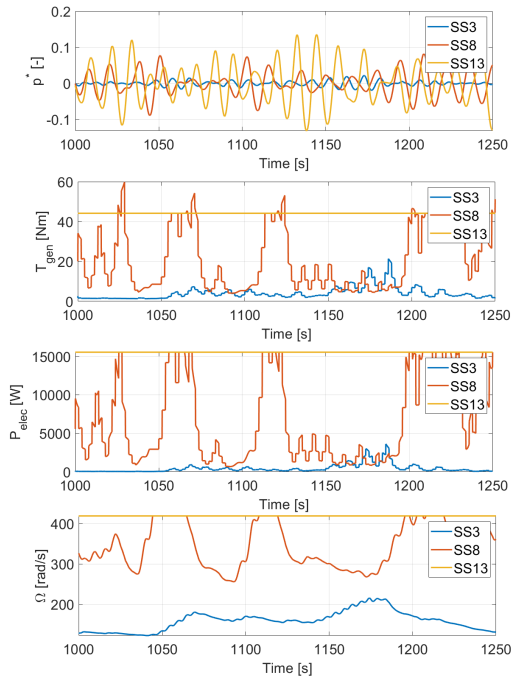 0.2
0.1
0
-0.1
p* [-]
SS3
SS8
SS13
1000 1050 1100 1150 1200 1250
Time [s]
60
40
20
0
T_gen [Nm]
SS3
SS8
SS13
1000 1050 1100 1150 1200 1250
Time [s]
15000
10000
5000
0
P_elec [W]
SS3
SS8
SS13
1000 1050 1100 1150 1200 1250
Time [s]
400
300
200
Ω [rad/s]
SS3
SS8
SS13
1000 1050 1100 1150 1200 1250
Time [s]